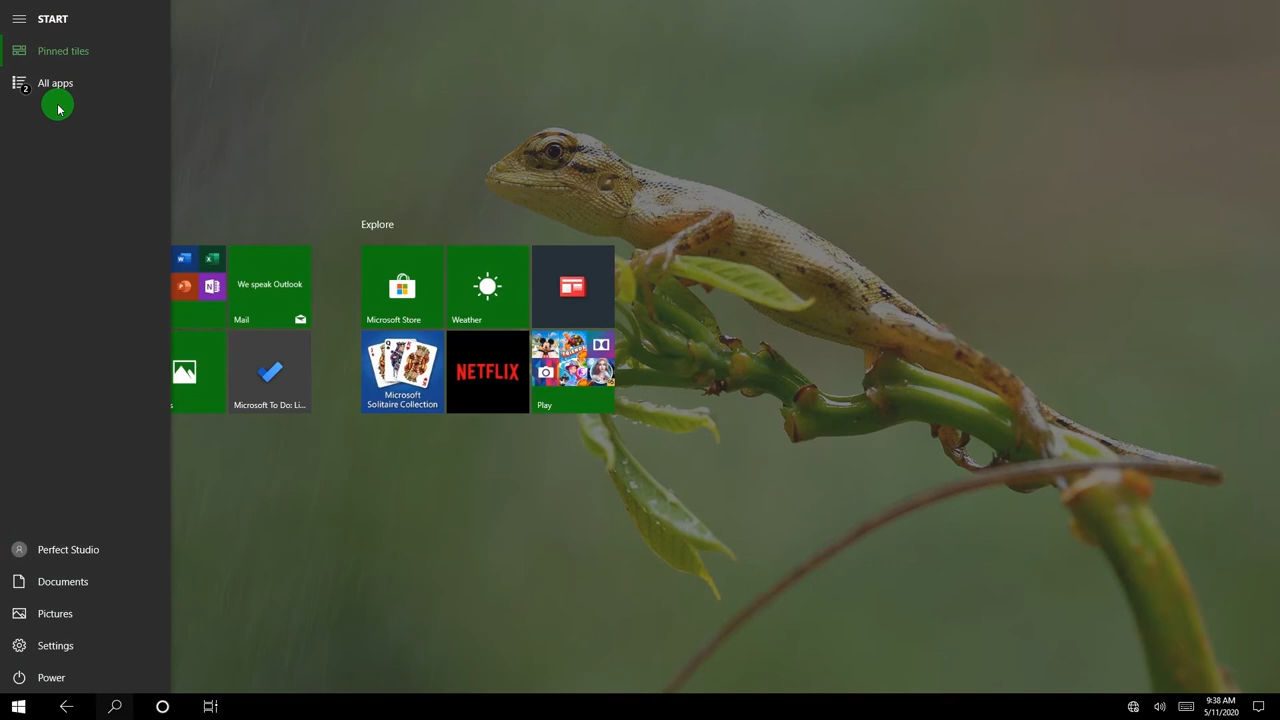 START
Pinned tiles
All apps
2
Explore
We speak Outlook
Mail
Microsoft Store
Weather
s
Microsoft To Do: Li...
Microsoft
Solitaire Collection
NETFLIX
Play
Perfect Studio
Documents
Pictures
Settings
Power
9:38 AM
5/11/2020